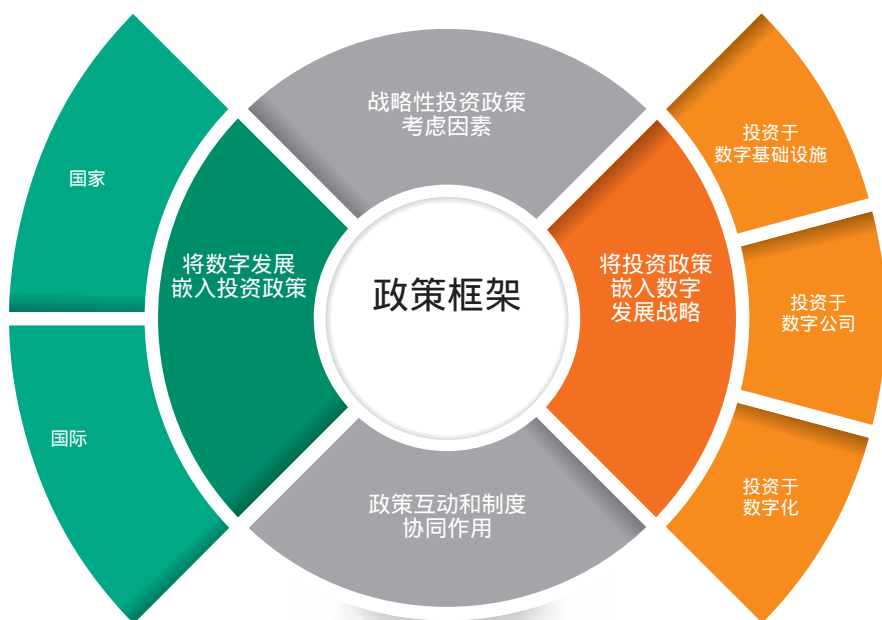 战略性投资政策
考虑因素
国家
将数字发展
嵌入投资政策
国际
政策框架
将投资政策
嵌入数字
发展战略
投资于
数字基础设施
投资于
数字公司
投资于
数字化
政策互动和制度
协同作用